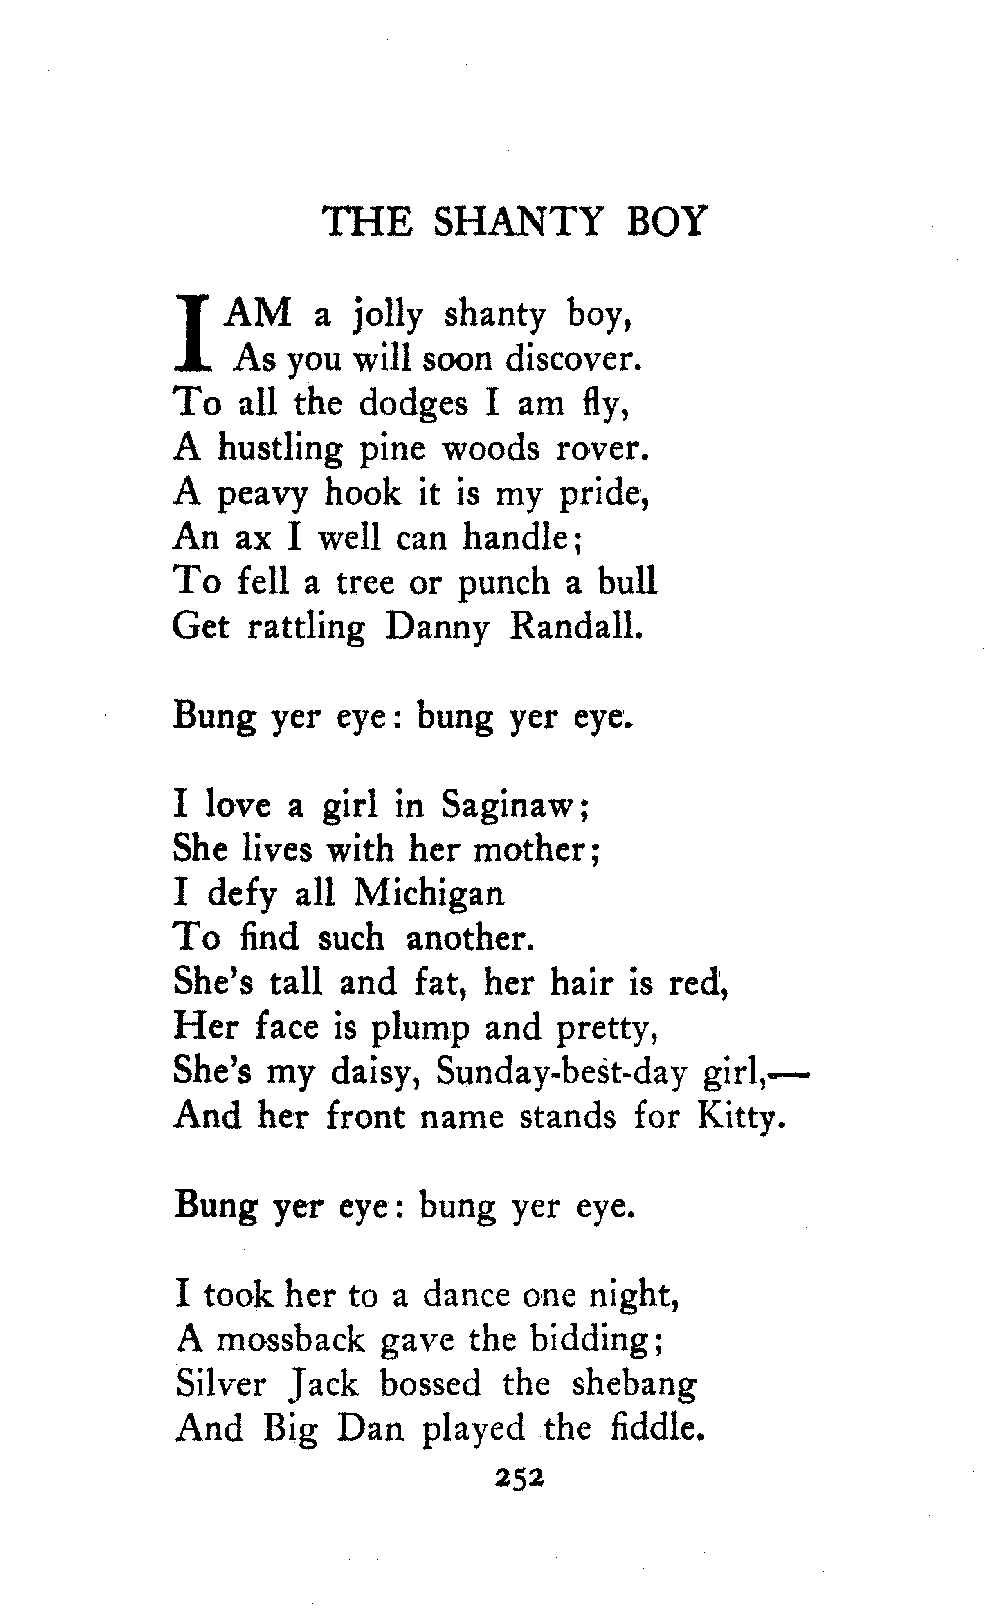 THE SHANTY BOY
I AM a jolly shanty boy,
As you will soon discover.
To all the dodges I am fly,
A hustling pine woods rover.
A peavy hook it is my pride,
An ax I well can handle;
To fell a tree or punch a bull
Get rattling Danny Randall.
Bung yer eye: bung yer eye.
I love a girl in Saginaw;
She lives with her mother;
I defy all Michigan
To find such another.
She's tall and fat, her hair is red,
Her face is plump and pretty,
She's my daisy, Sunday-best-day girl,—
And her front name stands for Kitty.
Bung yer eye: bung yer eye.
I took her to a dance one night,
A mossback gave the bidding;
Silver Jack bossed the shebang
And Big Dan played the fiddle.
252